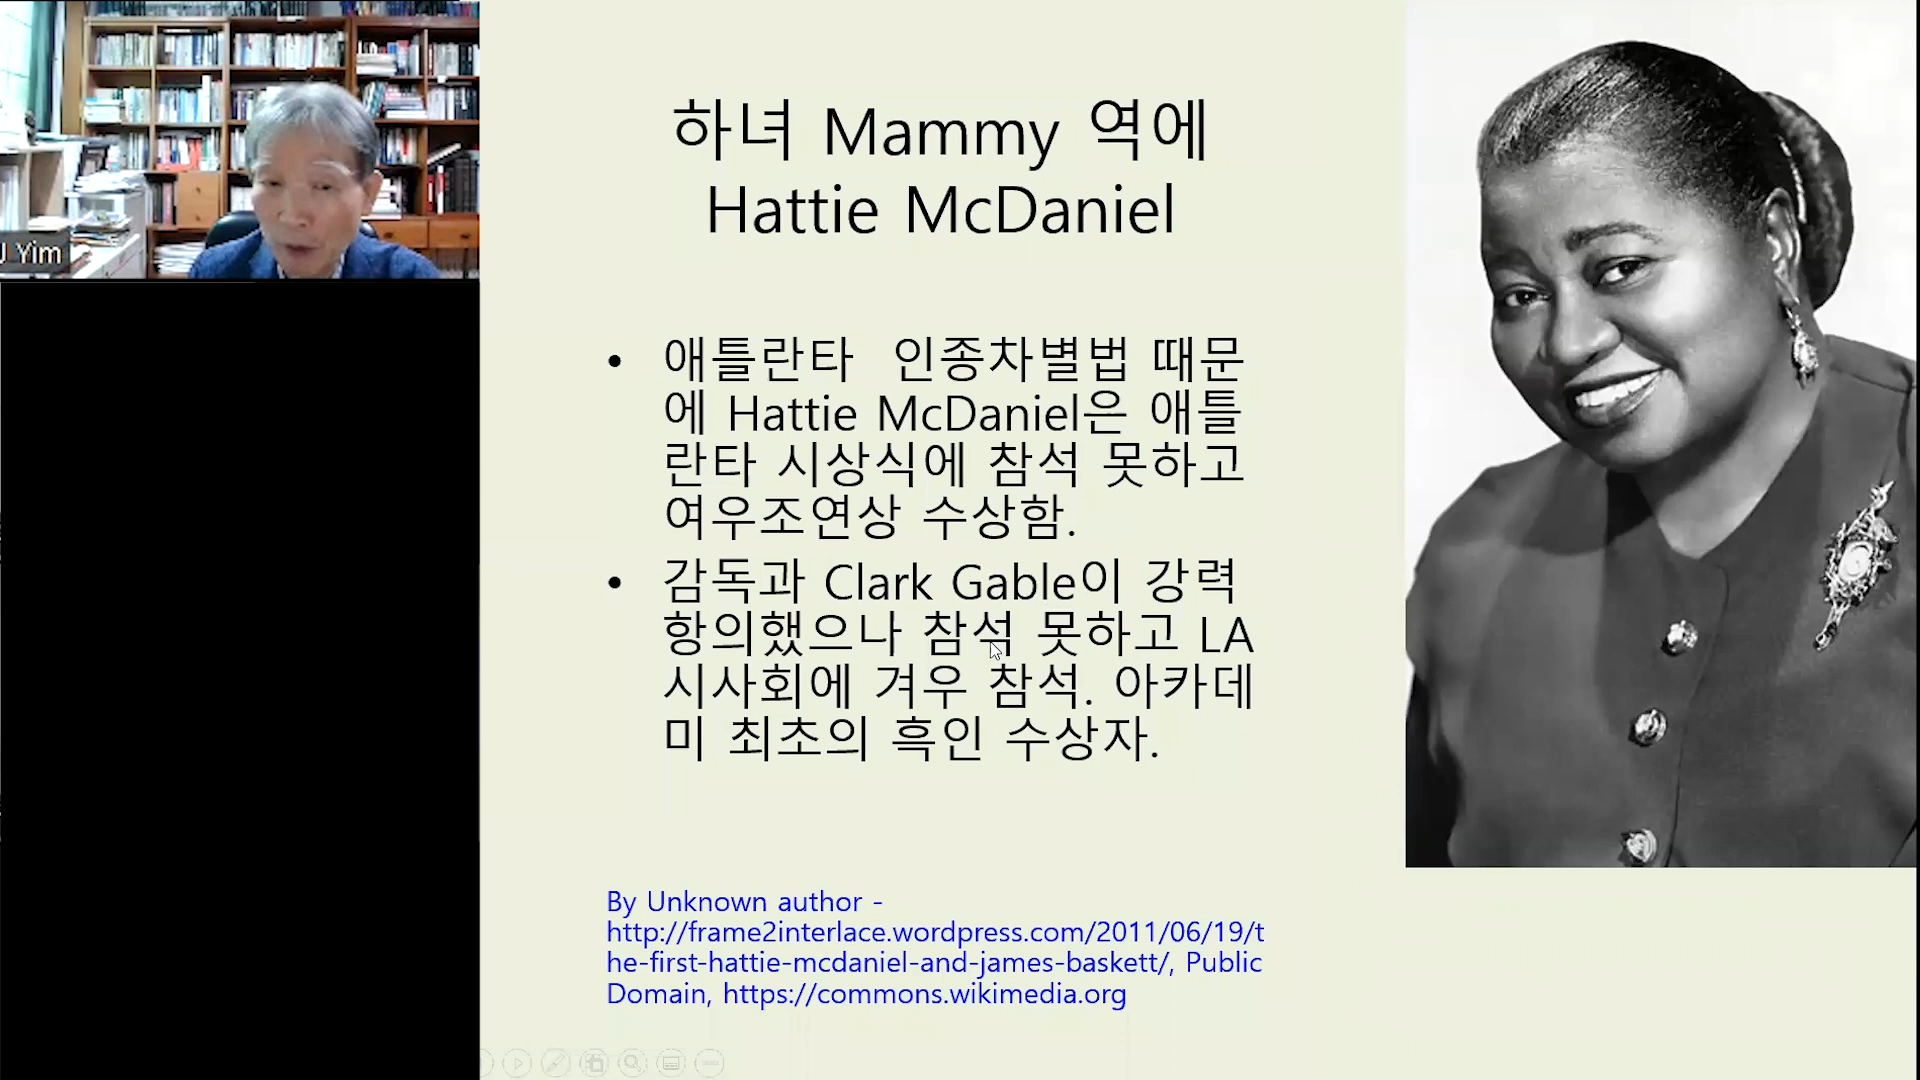 J Yim
하녀 Mammy 역에
Hattie McDaniel
• 애틀란타 인종차별법 때문
에 Hattie McDaniel은 애틀
란타 시상식에 참석 못하고
여우조연상 수상함.
• 감독과 Clark Gable이 강력
항의했으나 참석 못하고 LA
시사회에 겨우 참석. 아카데
미 최초의 흑인 수상자.
By Unknown author -
http://frame2interlace.wordpress.com/2011/06/19/t
he-first-hattie-mcdaniel-and-james-baskett/, Public
Domain, https://commons.wikimedia.org